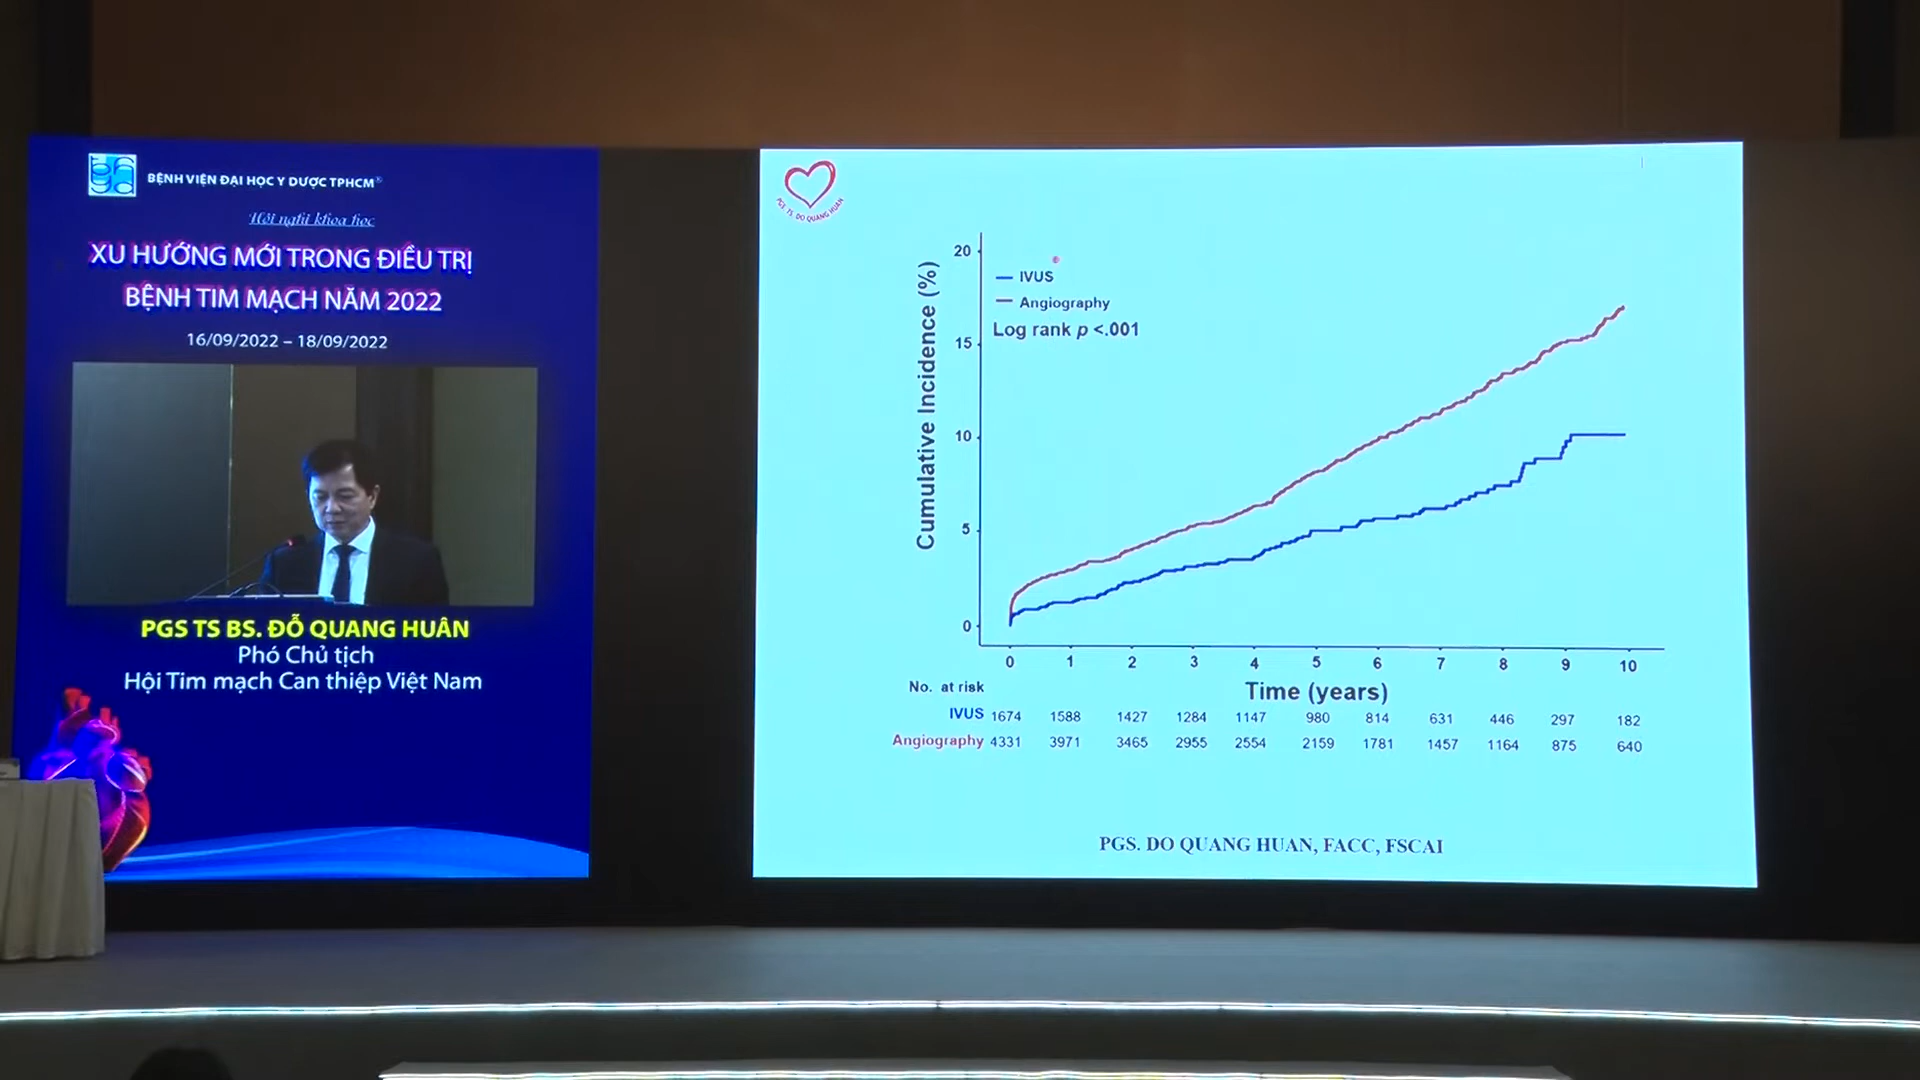 BỆNH VIỆN ĐẠI HỌC Y DƯỢC TPHCM®
Hội nghị khoa học
XU HƯỚNG MỚI TRONG ĐIỀU TRỊ
BỆNH TIM MẠCH NĂM 2022
16/09/2022 – 18/09/2022
PGS TS BS. ĐỖ QUANG HUÂN
Phó Chủ tịch
Hội Tim mạch Can thiệp Việt Nam
PGS. TS. DO QUANG HUAN
Cumulative Incidence (%)
20
15
10
5
0
IVUS
Angiography
Log rank p <.001
0 1 2 3 4 5 6 7 8 9 10
Time (years)
No. at risk
IVUS 1674 1588 1427 1284 1147 980 814 631 446 297 182
Angiography 4331 3971 3465 2955 2554 2159 1781 1457 1164 875 640
PGS. DO QUANG HUAN, FACC, FSCAI